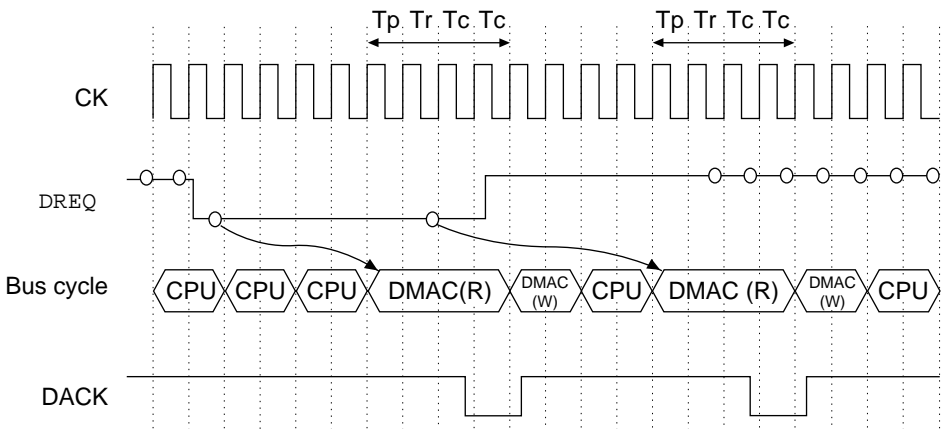 Tp Tr Tc Tc Tp Tr Tc Tc
CK
DREQ
Bus cycle CPU CPU CPU DMAC(R) DMAC (W) CPU DMAC (R) DMAC (W) CPU
DACK